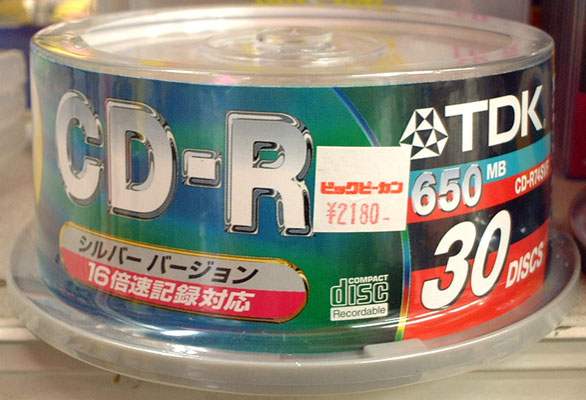 CD-R
シルバー バージョン
16倍速記録対応
ビックピーカン
¥2180-
COMPACT
disc
Recordable
TDK
650 MB
30 DISCS